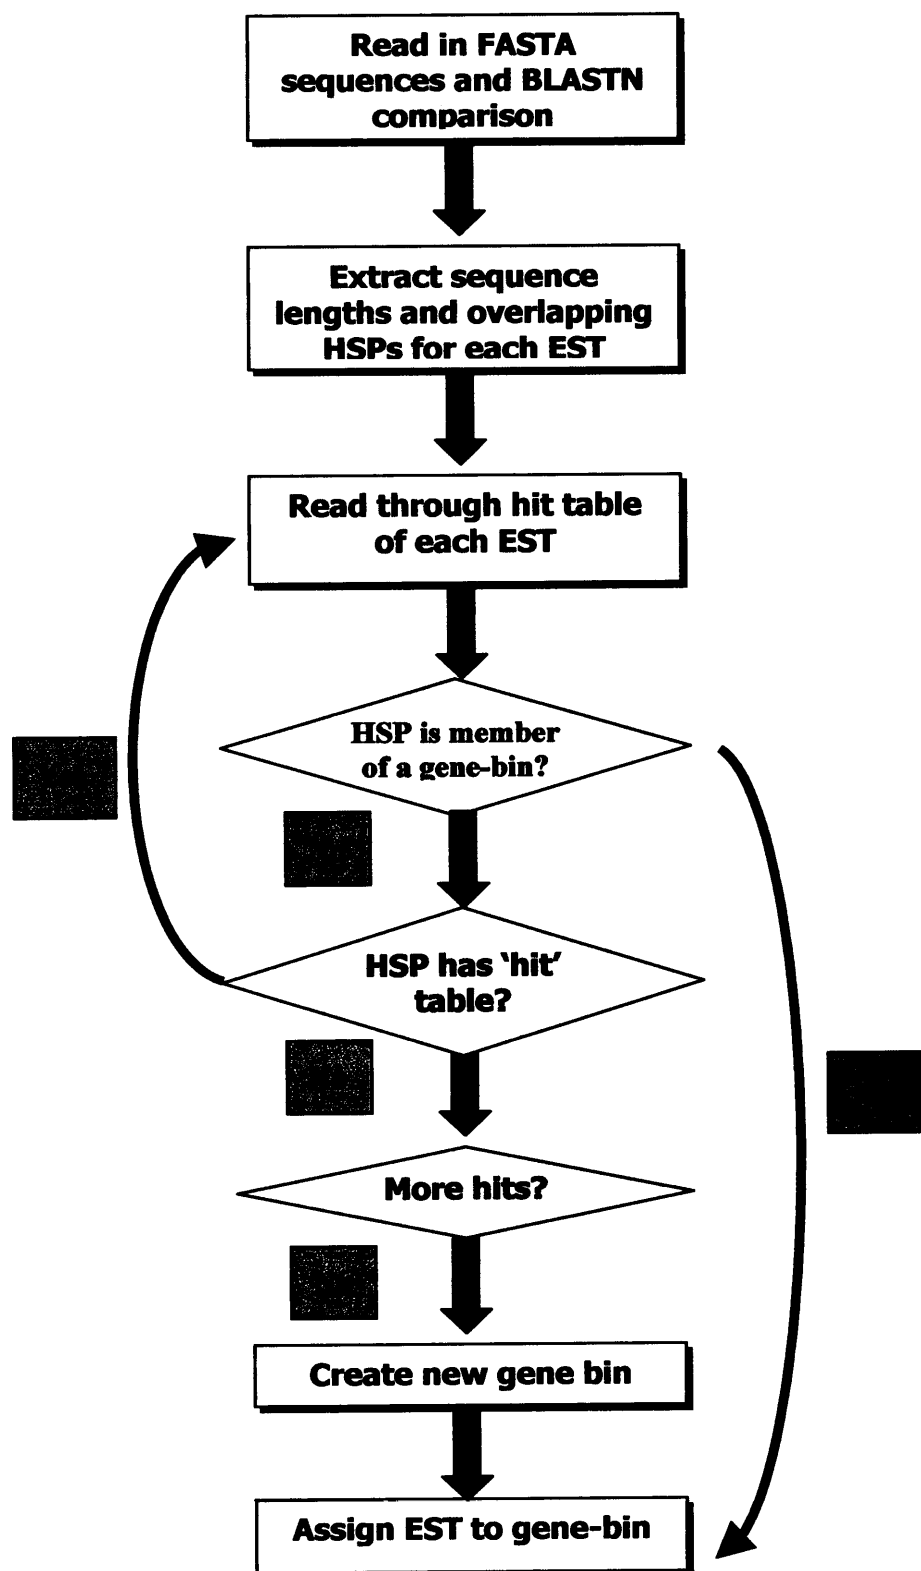 Read in FASTA
sequences and BLASTN
comparison
Extract sequence
lengths and overlapping
HSPs for each EST
Read through hit table
of each EST
HSP is member
of a gene-bin?
HSP has ‘hit’
table?
More hits?
Create new gene bin
Assign EST to gene-bin